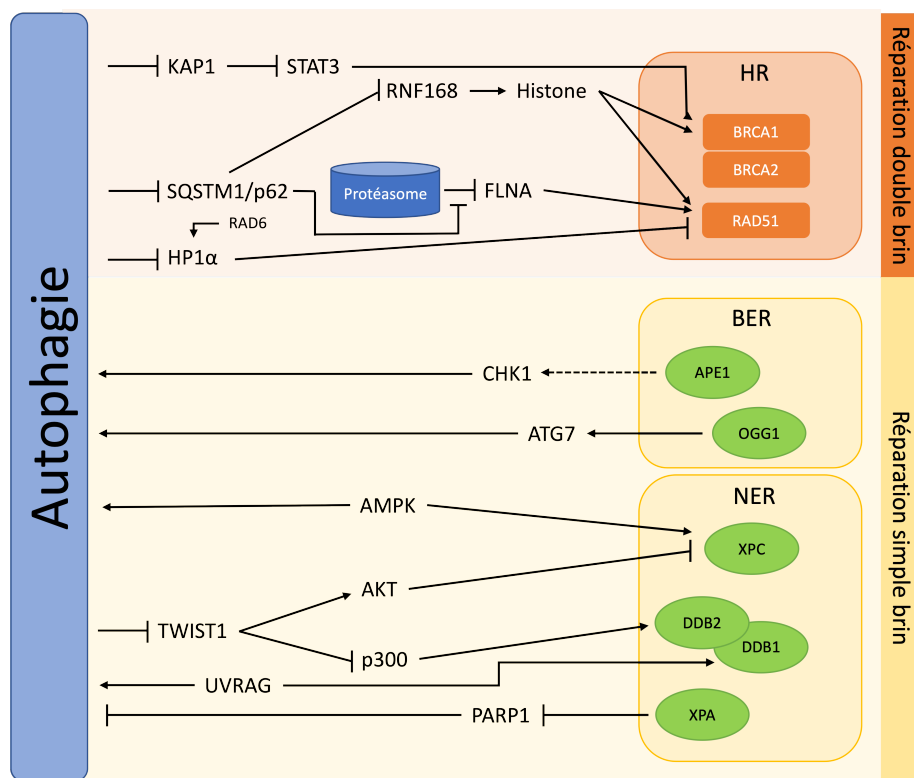 Autophagie
Réparation double brin
KAP1
STAT3
HR
RNF168
Histone
BRCA1
BRCA2
SQSTM1/p62
Protéasome
FLNA
RAD6
RAD51
HP1α
Réparation simple brin
BER
CHK1
APE1
ATG7
OGG1
NER
AMPK
XPC
AKT
TWIST1
DDB2
DDB1
p300
UVRAG
PARP1
XPA